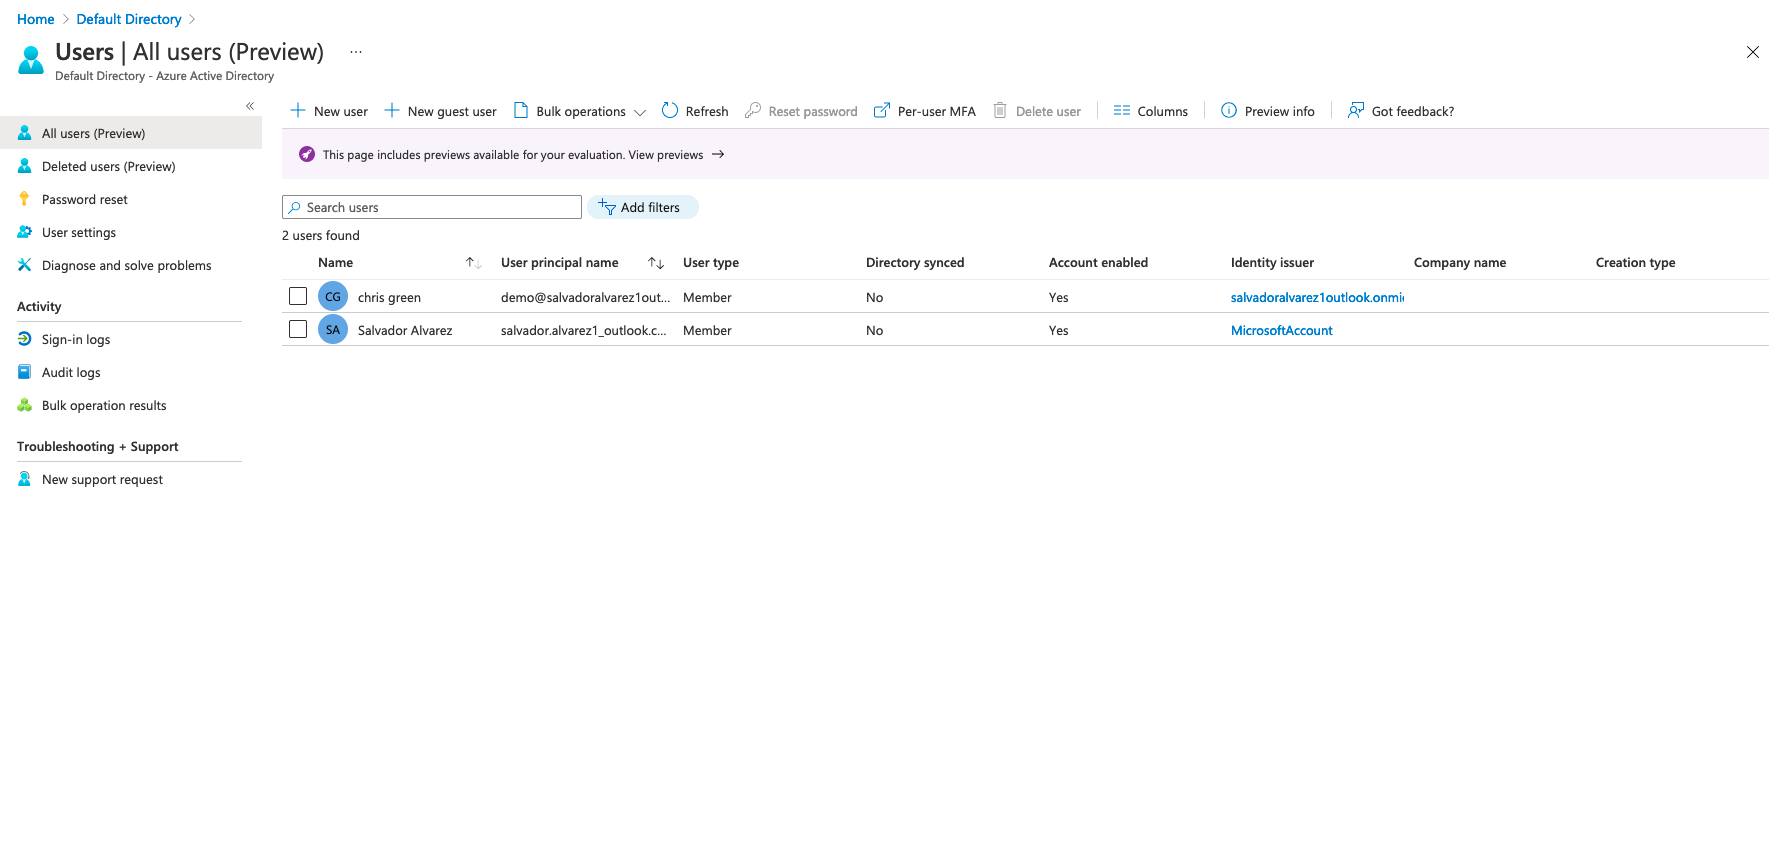 Home > Default Directory >
Users | All users (Preview) ...
Default Directory - Azure Active Directory
«
All users (Preview)
Deleted users (Preview)
Password reset
User settings
Diagnose and solve problems
Activity
Sign-in logs
Audit logs
Bulk operation results
Troubleshooting + Support
New support request
New user New guest user Bulk operations Refresh Reset password Per-user MFA Delete user Columns Preview info Got feedback?
This page includes previews available for your evaluation. View previews →
Search users Add filters
2 users found
Name User principal name User type Directory synced Account enabled Identity issuer Company name Creation type
CG chris green demo@salvadoralvarez1out... Member No Yes salvadoralvarez1outlook.onmi
SA Salvador Alvarez salvador.alvarez1_outlook.c... Member No Yes MicrosoftAccount